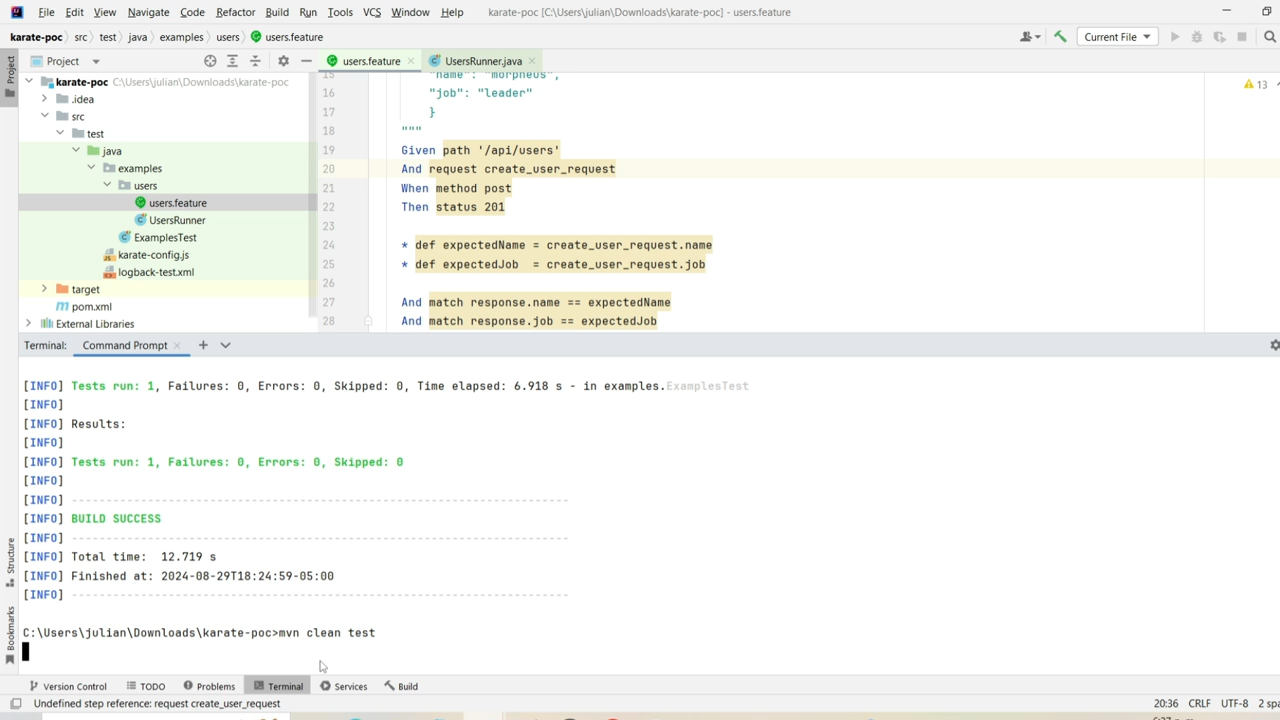 File Edit View Navigate Code Refactor Build Run Tools VCS Window Help karate-poc [C:\Users\julian\Downloads\karate-poc] - users.feature
karate-poc src test java examples users users.feature
Current File
Project
users.feature
UsersRunner.java
Project
karate-poc C:\Users\julian\Downloads\karate-poc
.idea
src
test
java
examples
users
users.feature
UsersRunner
ExamplesTest
karate-config.js
logback-test.xml
target
pom.xml
External Libraries
13
15 "name": "morpheus",
16 "job": "leader"
17 }
18 """
19 Given path '/api/users'
20 And request create_user_request
21 When method post
22 Then status 201
23
24 * def expectedName = create_user_request.name
25 * def expectedJob  = create_user_request.job
26
27 And match response.name == expectedName
28 And match response.job == expectedJob
Terminal: Command Prompt
[INFO] Tests run: 1, Failures: 0, Errors: 0, Skipped: 0, Time elapsed: 6.918 s - in examples.ExamplesTest
[INFO]
[INFO] Results:
[INFO]
[INFO] Tests run: 1, Failures: 0, Errors: 0, Skipped: 0
[INFO]
[INFO] ------------------------------------------------------------------------
[INFO] BUILD SUCCESS
[INFO] ------------------------------------------------------------------------
[INFO] Total time:  12.719 s
[INFO] Finished at: 2024-08-29T18:24:59-05:00
[INFO] ------------------------------------------------------------------------
C:\Users\julian\Downloads\karate-poc>mvn clean test
Structure
Bookmarks
Version Control TODO Problems Terminal Services Build
Undefined step reference: request create_user_request 20:36 CRLF UTF-8 2 spa